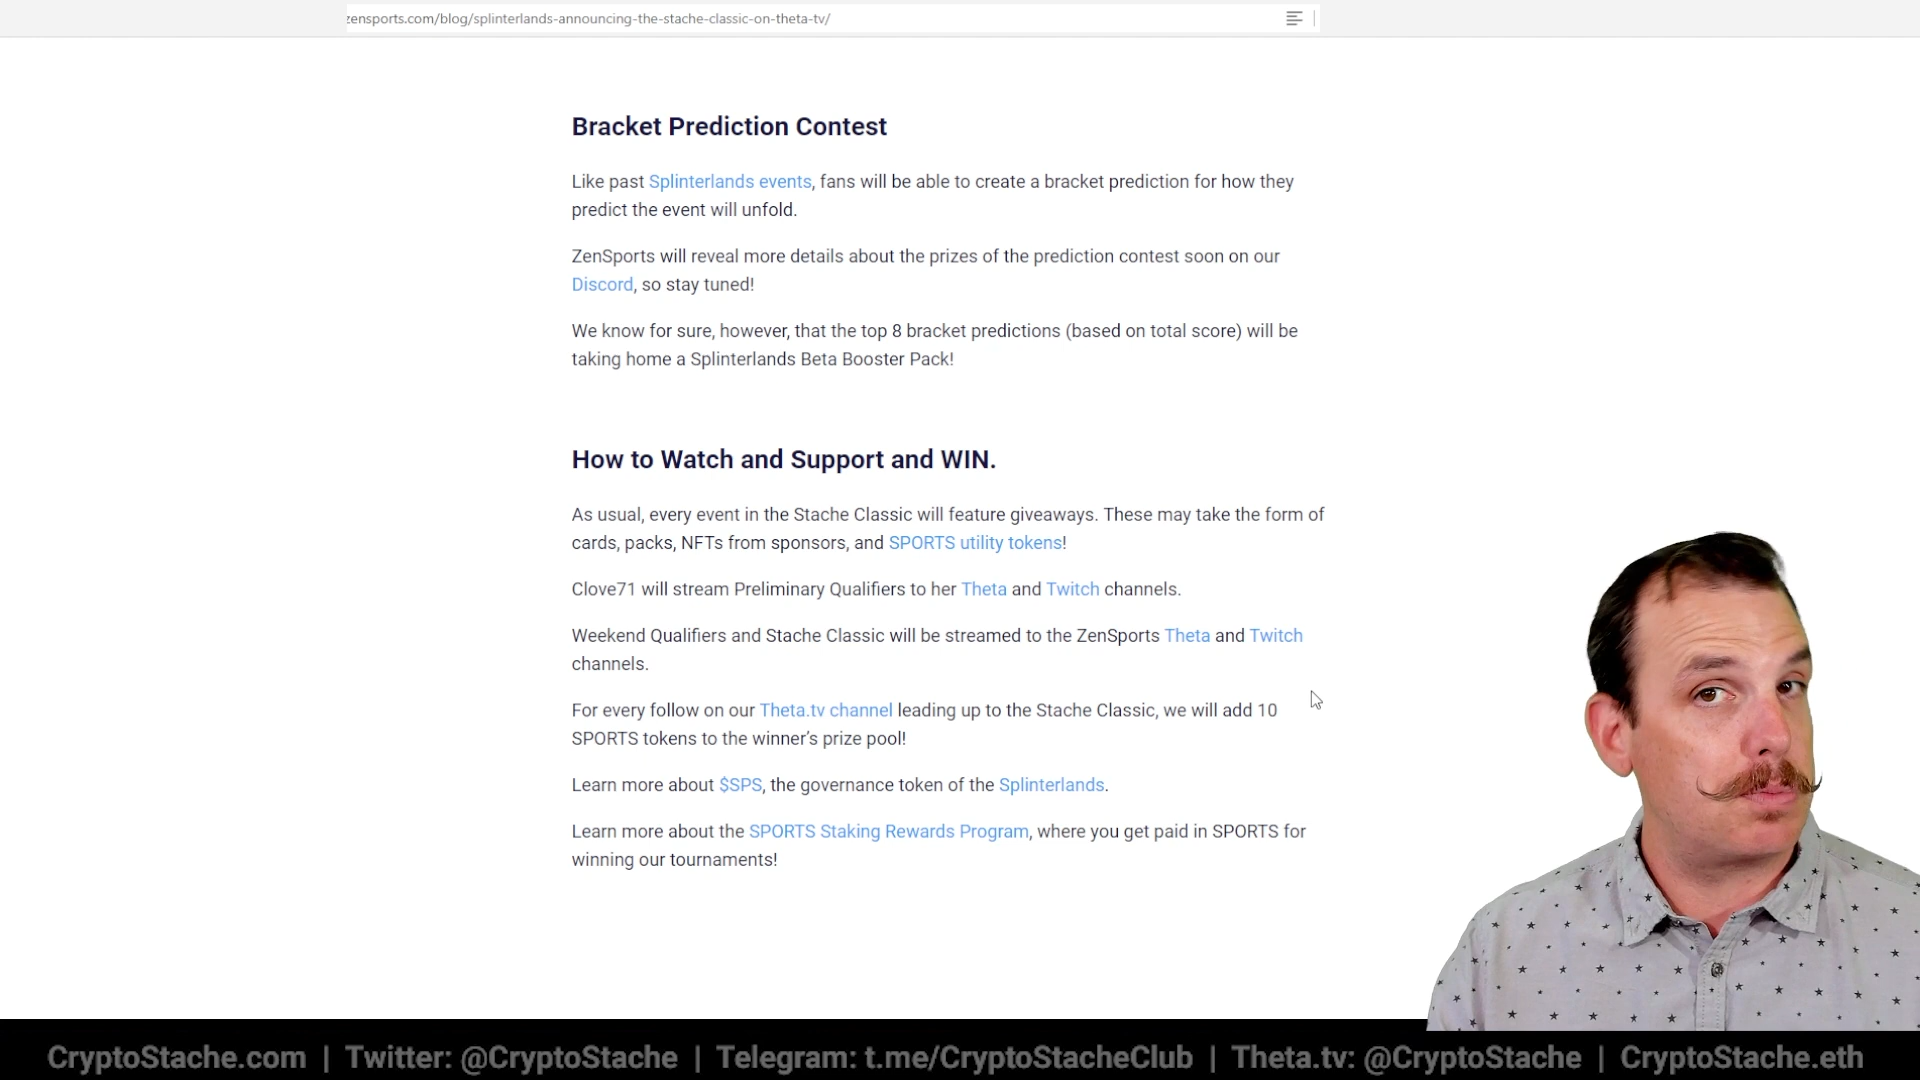 zensports.com/blog/splinterlands-announcing-the-stache-classic-on-theta-tv/
Bracket Prediction Contest
Like past Splinterlands events, fans will be able to create a bracket prediction for how they
predict the event will unfold.
ZenSports will reveal more details about the prizes of the prediction contest soon on our
Discord, so stay tuned!
We know for sure, however, that the top 8 bracket predictions (based on total score) will be
taking home a Splinterlands Beta Booster Pack!
How to Watch and Support and WIN.
As usual, every event in the Stache Classic will feature giveaways. These may take the form of
cards, packs, NFTs from sponsors, and SPORTS utility tokens!
Clove71 will stream Preliminary Qualifiers to her Theta and Twitch channels.
Weekend Qualifiers and Stache Classic will be streamed to the ZenSports Theta and Twitch
channels.
For every follow on our Theta.tv channel leading up to the Stache Classic, we will add 10
SPORTS tokens to the winner’s prize pool!
Learn more about $SPS, the governance token of the Splinterlands.
Learn more about the SPORTS Staking Rewards Program, where you get paid in SPORTS for
winning our tournaments!
CryptoStache.com | Twitter: @CryptoStache | Telegram: t.me/CryptoStacheClub | Theta.tv: @CryptoStache | CryptoStache.eth